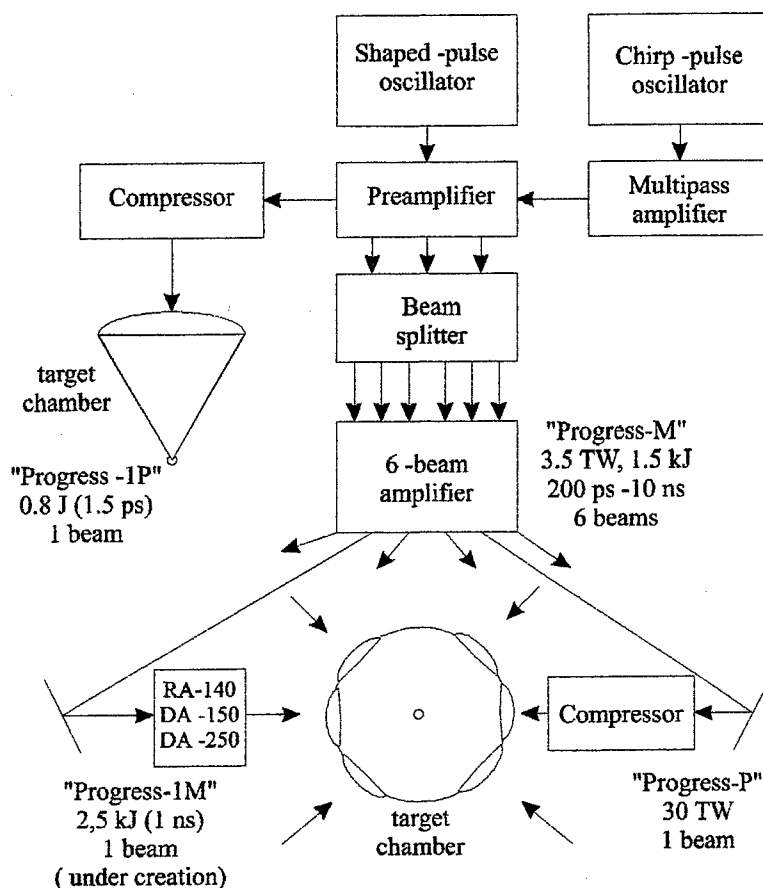 Shaped -pulse
oscillator
Chirp -pulse
oscillator
Compressor
Preamplifier
Multipass
amplifier
Beam
splitter
target
chamber
"Progress -1P"
0.8 J (1.5 ps)
1 beam
6 -beam
amplifier
"Progress-M"
3.5 TW, 1.5 kJ
200 ps -10 ns
6 beams
RA-140
DA -150
DA -250
Compressor
"Progress-1M"
2,5 kJ (1 ns)
1 beam
( under creation)
target
chamber
"Progress-P"
30 TW
1 beam